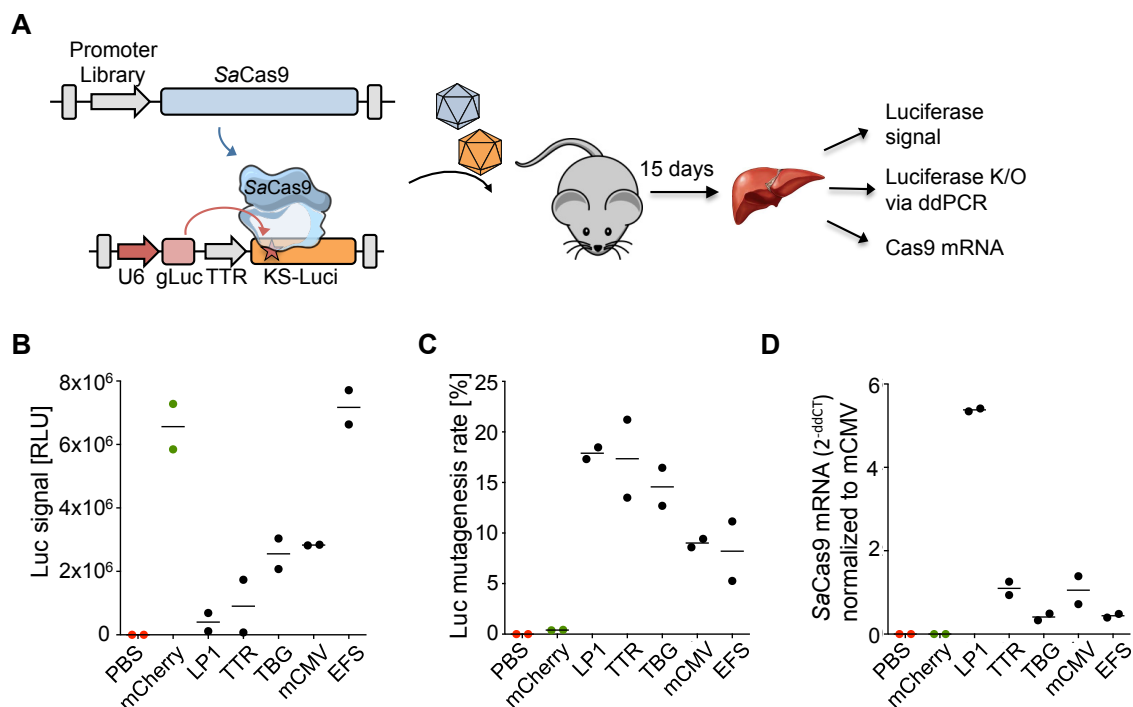 A
Promoter
Library
SaCas9
SaCas9
U6
gLuc
TTR
KS-Luci
15 days
Luciferase
signal
Luciferase K/O
via ddPCR
Cas9 mRNA
B
Luc signal [RLU]
8x10⁶
6x10⁶
4x10⁶
2x10⁶
0
PBS
mCherry
LP1
TTR
TBG
mCMV
EFS
C
Luc mutagenesis rate [%]
25
20
15
10
5
0
PBS
mCherry
LP1
TTR
TBG
mCMV
EFS
D
SaCas9 mRNA (2⁻ᵈᵈCT)
normalized to mCMV
6
4
2
0
PBS
mCherry
LP1
TTR
TBG
mCMV
EFS